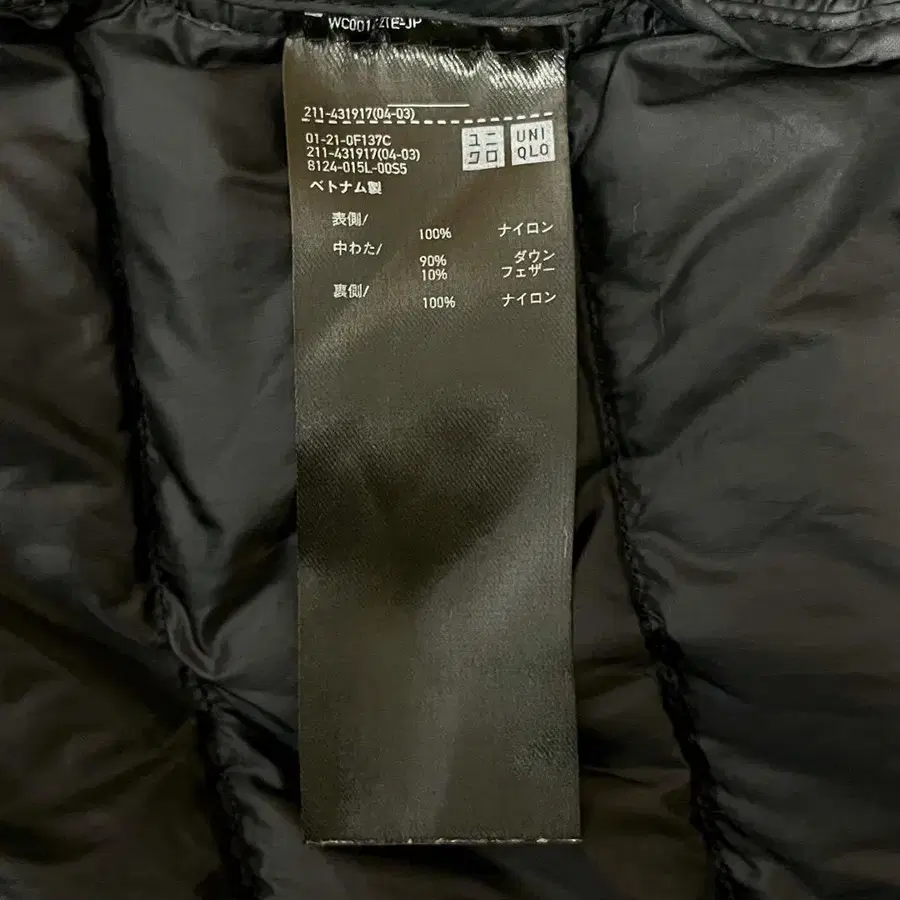 211-431917(04-03)
01-21-0F137C
211-431917(04-03)
8124-015L-00S5
ユニ
クロ
UNI
QLO
ベトナム製
表側/
100% ナイロン
中わた/
90% ダウン
10% フェザー
裏側/
100% ナイロン